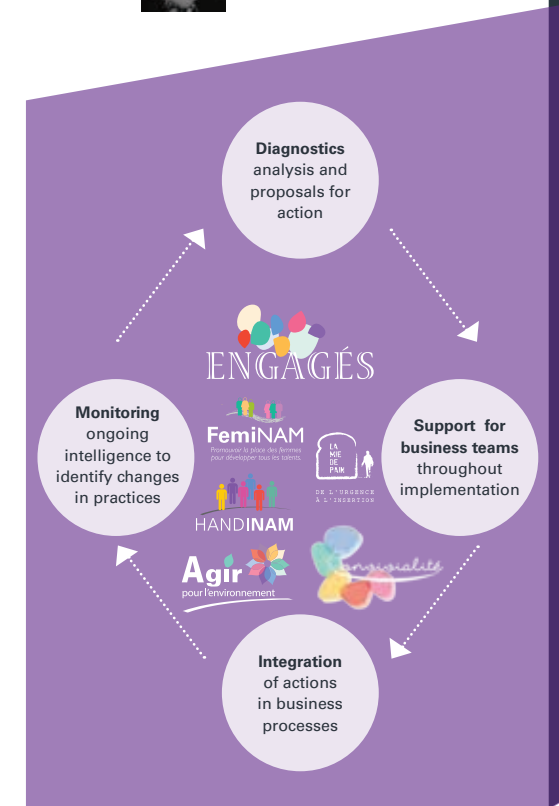 Diagnostics
analysis and
proposals for
action
ENGAGÉS
Monitoring
ongoing
intelligence to
identify changes
in practices
FemiNAM
Promouvoir la place des femmes
pour développer tous les talents.
LA
MIE
DE
PAIN
DE L'URGENCE
À L'INSERTION
Support for
business teams
throughout
implementation
HANDINAM
Agir
pour l'environnement
Convivialité
Integration
of actions
in business
processes